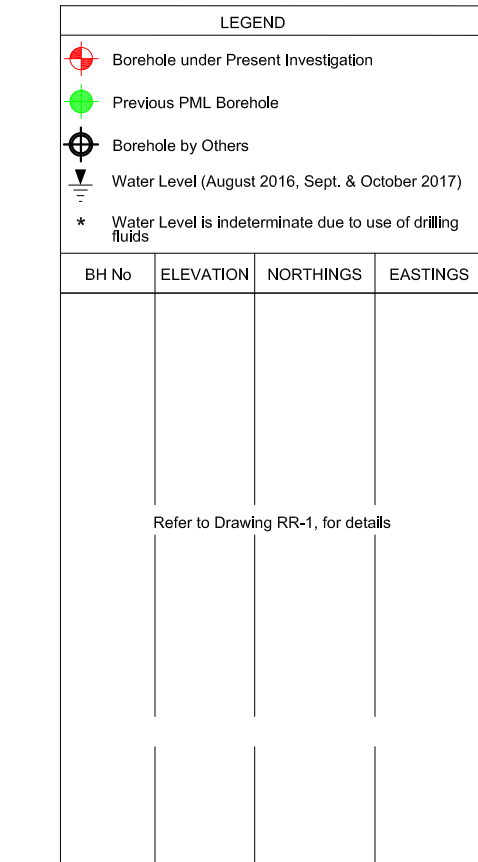 LEGEND
Borehole under Present Investigation
Previous PML Borehole
Borehole by Others
Water Level (August 2016, Sept. & October 2017)
* Water Level is indeterminate due to use of drilling
fluids
BH No ELEVATION NORTHINGS EASTINGS
Refer to Drawing RR-1, for details